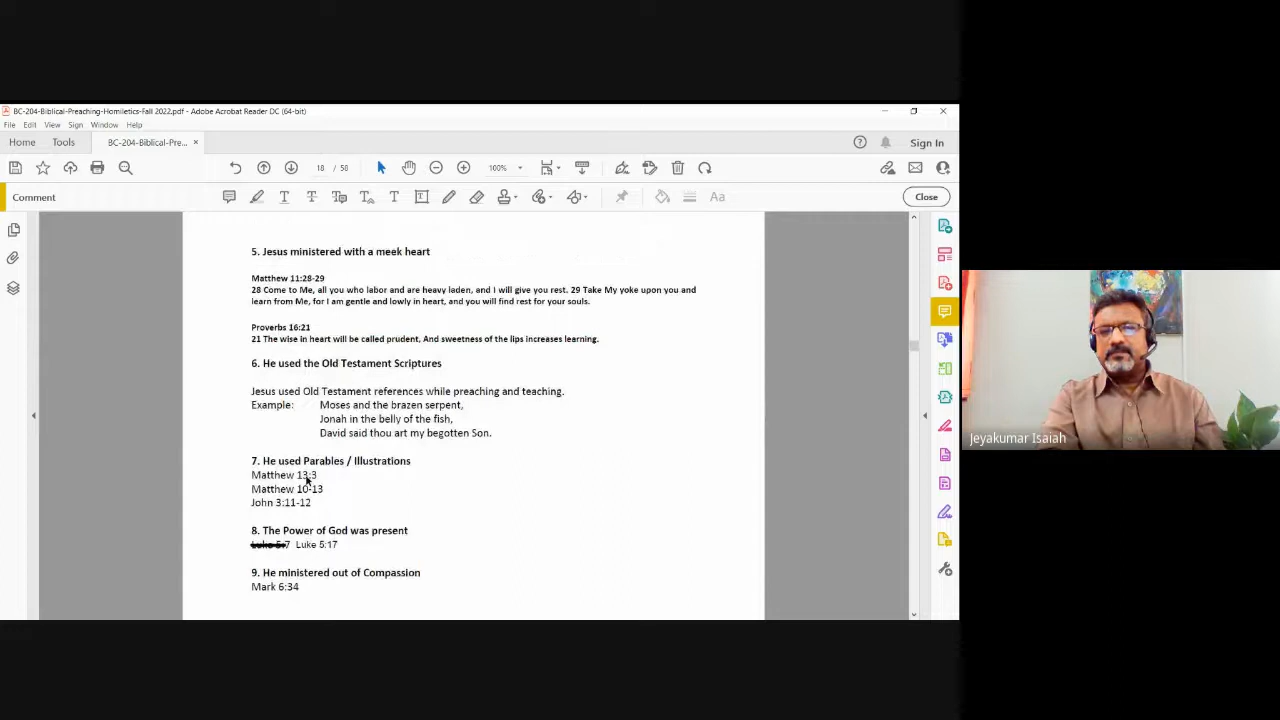 BC-204-Biblical-Preaching-Homiletics-Fall 2022.pdf - Adobe Acrobat Reader DC (64-bit)
File Edit View Sign Window Help
Home Tools BC-204-Biblical-Pre... × Sign In
18 / 58 100%
Comment Close
5. Jesus ministered with a meek heart
Matthew 11:28-29
28 Come to Me, all you who labor and are heavy laden, and I will give you rest. 29 Take My yoke upon you and
learn from Me, for I am gentle and lowly in heart, and you will find rest for your souls.
Proverbs 16:21
21 The wise in heart will be called prudent, And sweetness of the lips increases learning.
6. He used the Old Testament Scriptures
Jesus used Old Testament references while preaching and teaching.
Example: Moses and the brazen serpent,
Jonah in the belly of the fish,
David said thou art my begotten Son.
7. He used Parables / Illustrations
Matthew 13:3
Matthew 10-13
John 3:11-12
8. The Power of God was present
Luke 5:7 Luke 5:17
9. He ministered out of Compassion
Mark 6:34
Jeyakumar Isaiah